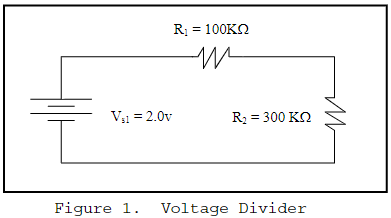 R₁ = 100KΩ
Vs1 = 2.0v
R₂ = 300 KΩ
Figure 1. Voltage Divider